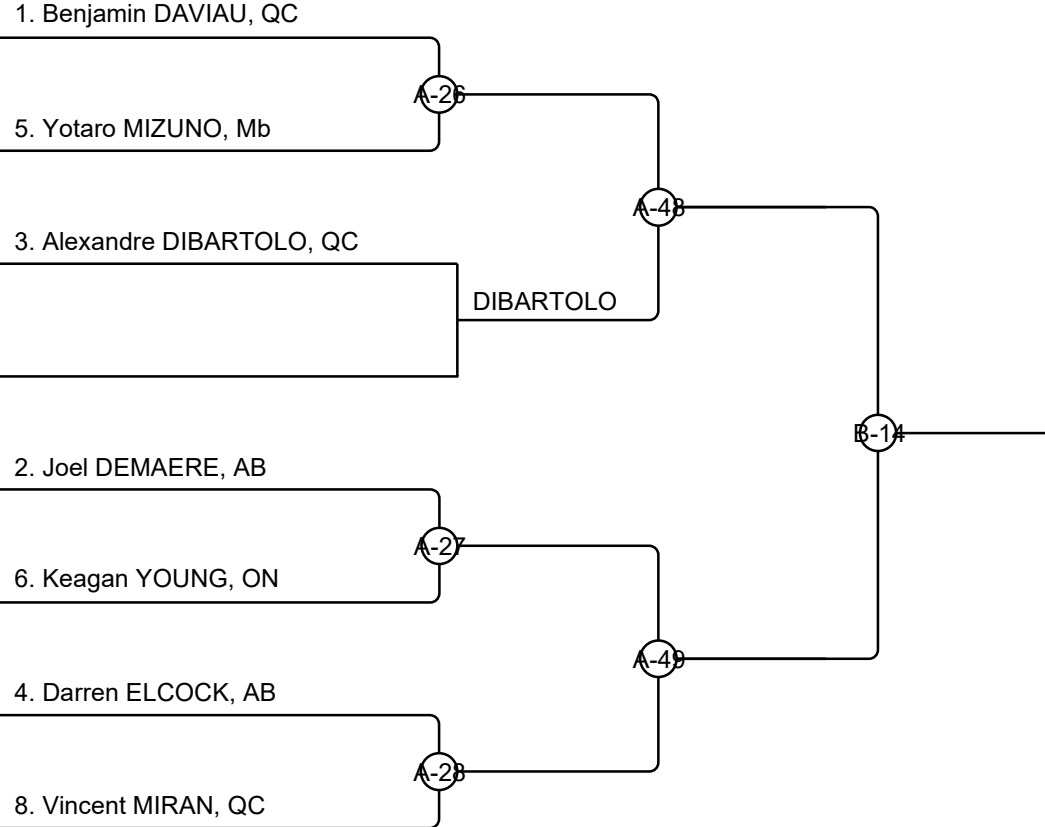 1. Benjamin DAVIAU, QC
A-26
5. Yotaro MIZUNO, Mb
A-48
3. Alexandre DIBARTOLO, QC
DIBARTOLO
B-14
2. Joel DEMAERE, AB
A-27
6. Keagan YOUNG, ON
A-49
4. Darren ELCOCK, AB
A-28
8. Vincent MIRAN, QC